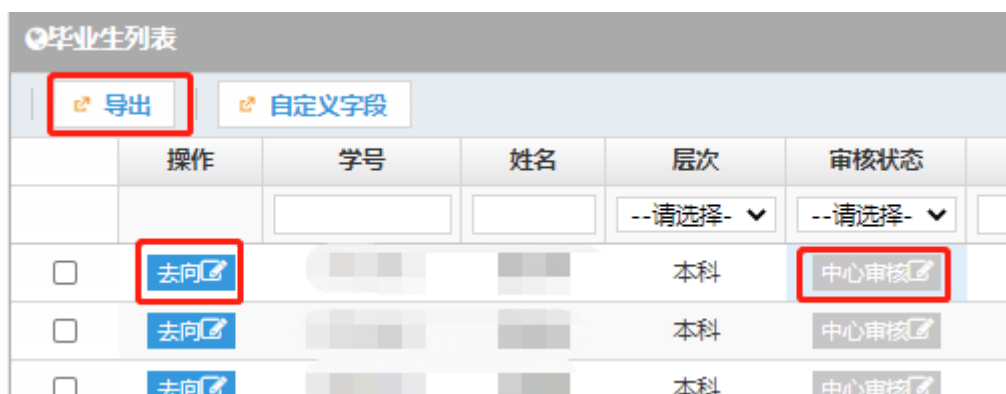 毕业生列表
导出 自定义字段
操作 学号 姓名 层次 审核状态
--请选择- --请选择-
去向 本科 中心审核
去向 本科 中心审核
去向 本科 中心审核